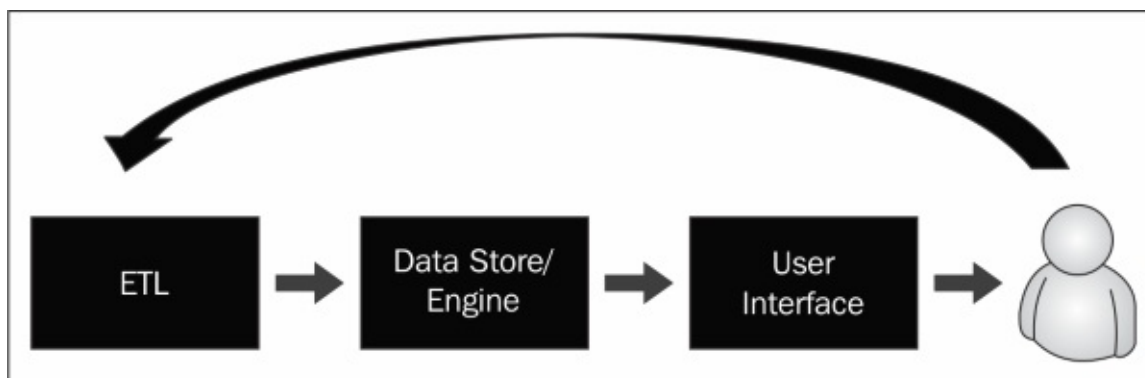 ETL
Data Store/
Engine
User
Interface